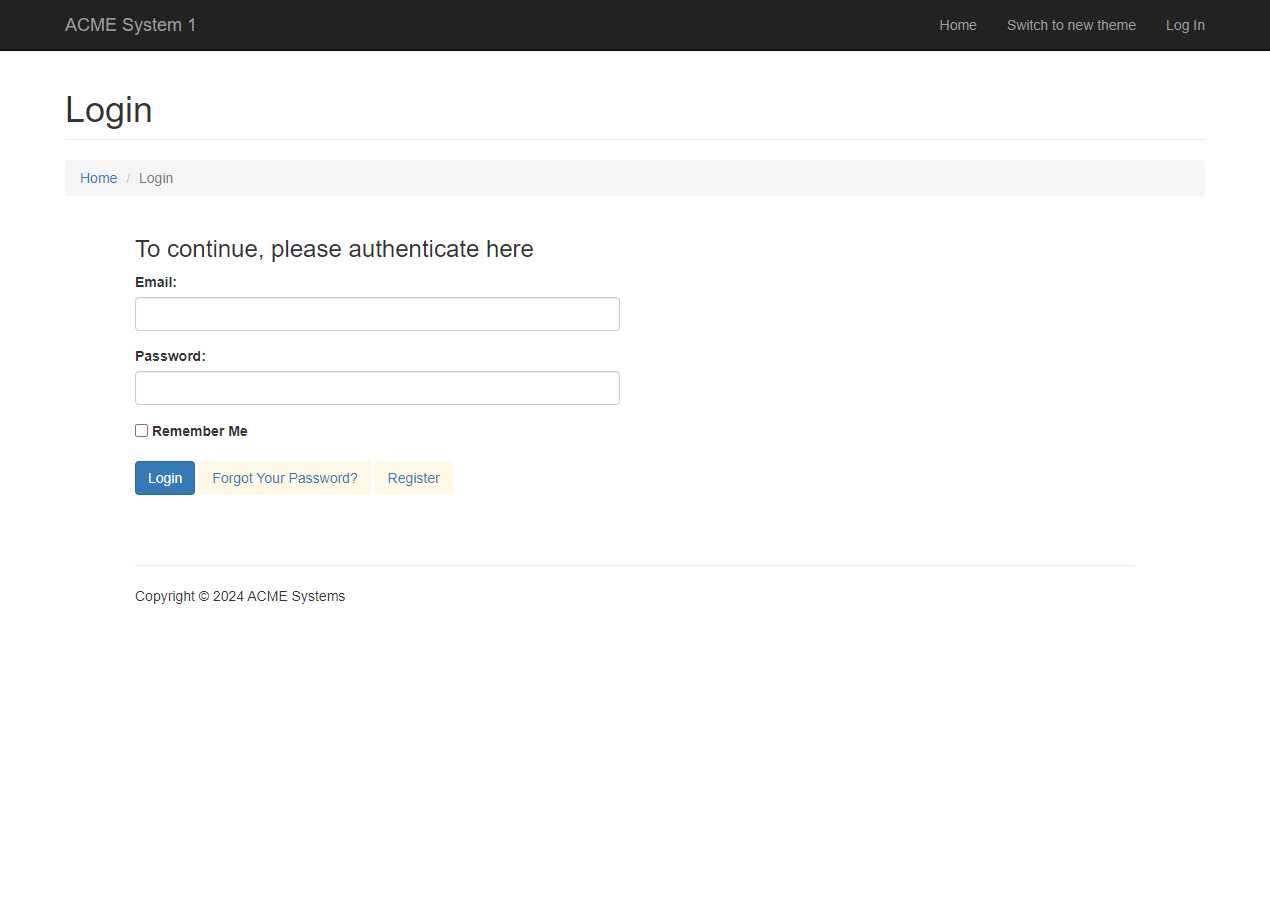 ACME System 1 Home Switch to new theme Log In
Login
Home / Login
To continue, please authenticate here
Email:
Password:
Remember Me
Login Forgot Your Password? Register
Copyright © 2024 ACME Systems